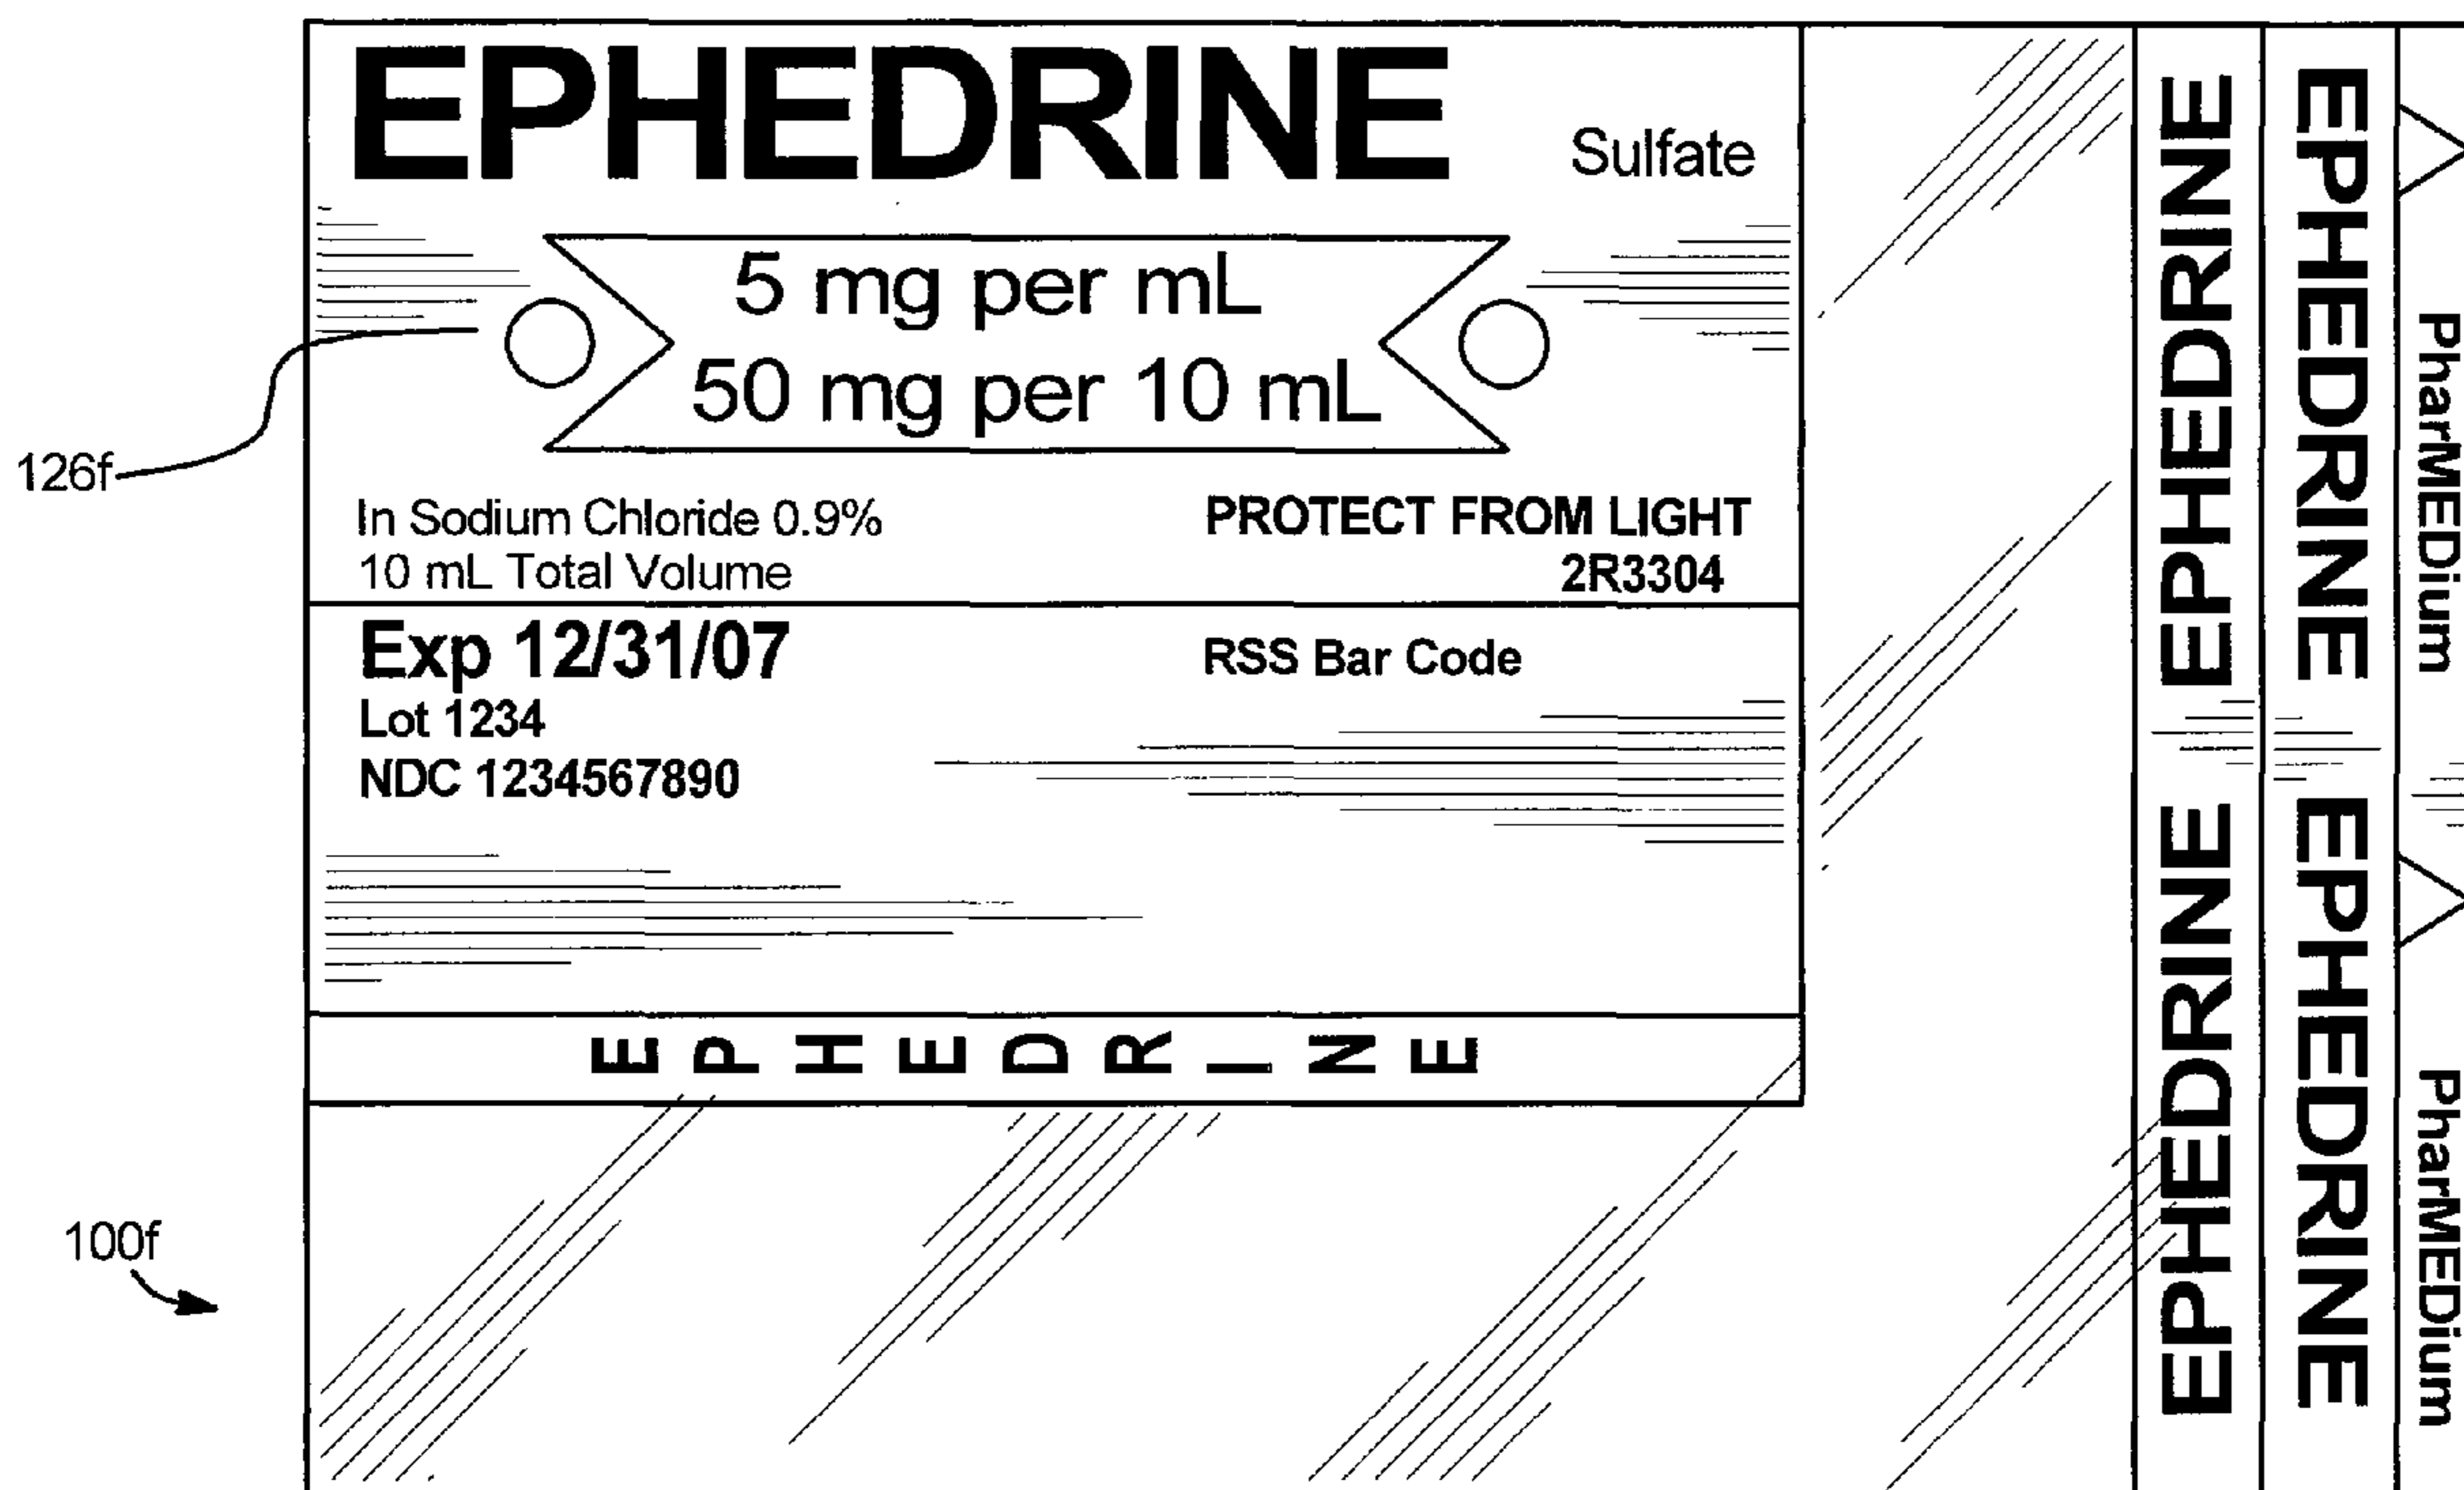 EPHEDRINE Sulfate
5 mg per mL
50 mg per 10 mL
126f
In Sodium Chloride 0.9%
10 mL Total Volume
PROTECT FROM LIGHT
2R3304
Exp 12/31/07
Lot 1234
NDC 1234567890
RSS Bar Code
EPHEDRINE
100f
EPHEDRINE EPHEDRINE
EPHEDRINE EPHEDRINE
PharMEDium PharMEDium